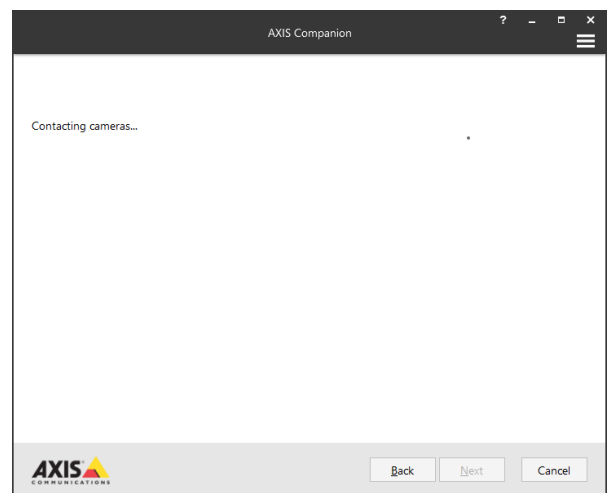 AXIS Companion
?
Contacting cameras...
AXIS
COMMUNICATIONS
Back
Next
Cancel